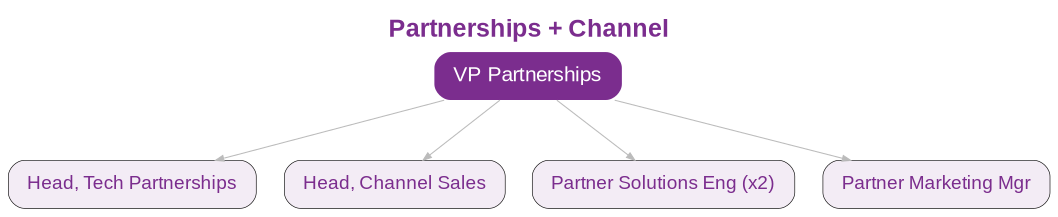 Partnerships + Channel
VP Partnerships
Head, Tech Partnerships
Head, Channel Sales
Partner Solutions Eng (x2)
Partner Marketing Mgr